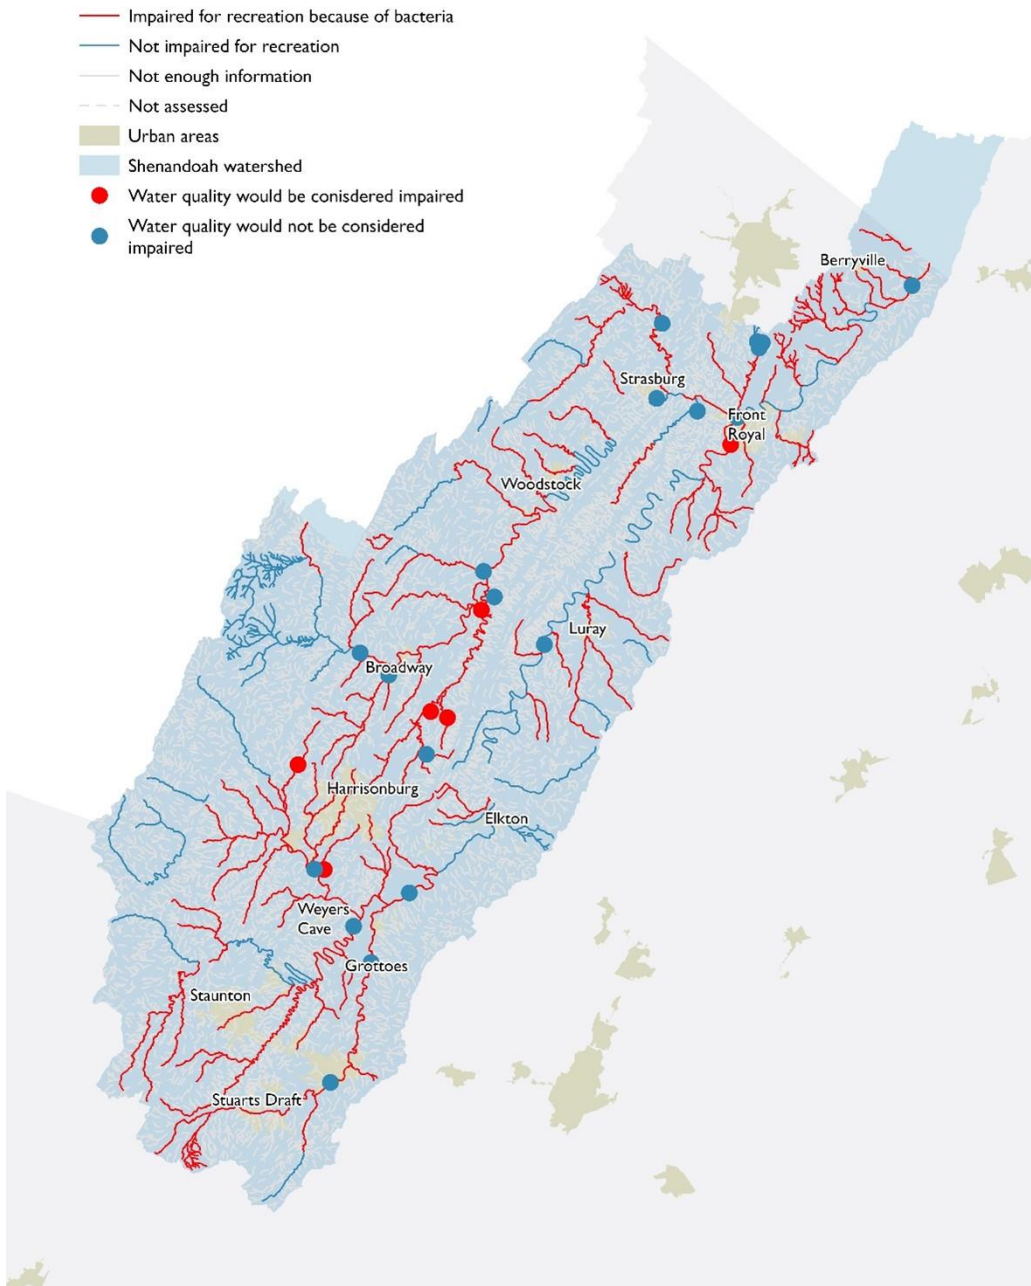 Impaired for recreation because of bacteria
Not impaired for recreation
Not enough information
Not assessed
Urban areas
Shenandoah watershed
Water quality would be conisdered impaired
Water quality would not be considered
impaired
Berryville
Strasburg
Front
Royal
Woodstock
Luray
Broadway
Harrisonburg
Elkton
Weyers
Cave
Grottoes
Staunton
Stuarts Draft